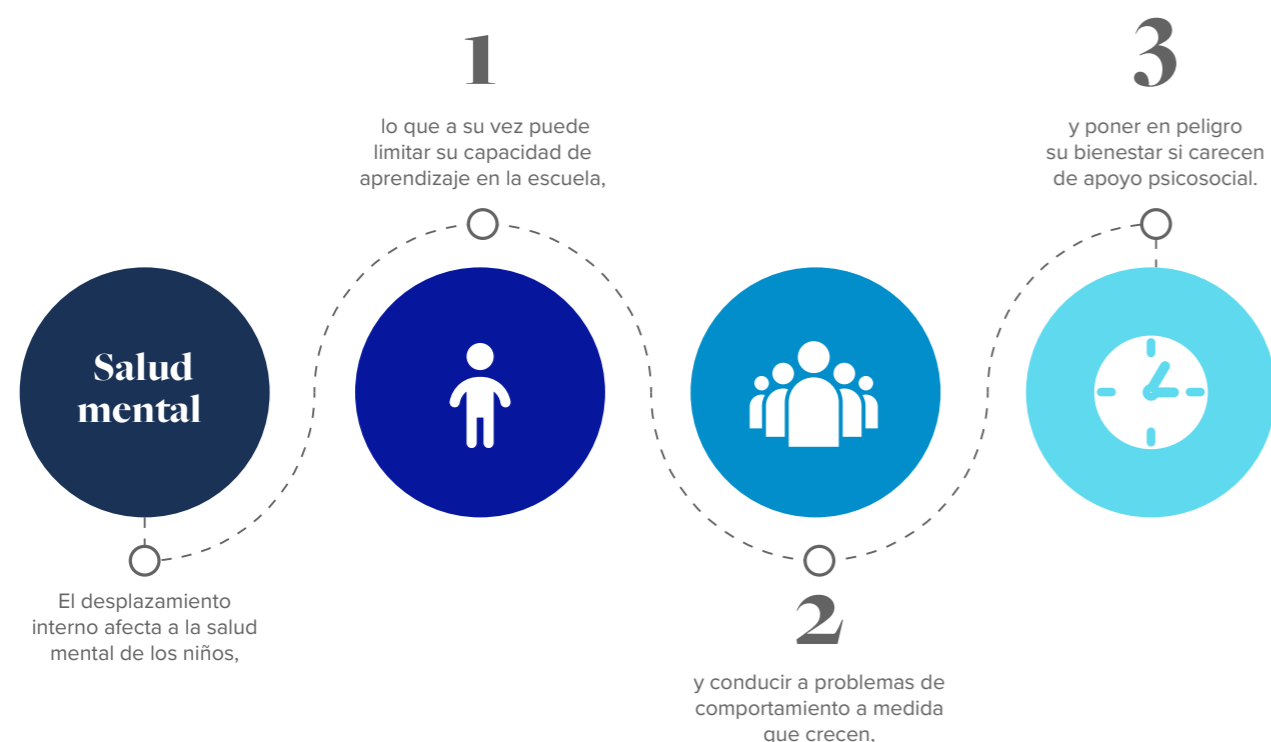 Salud
mental
El desplazamiento
interno afecta a la salud
mental de los niños,
1
lo que a su vez puede
limitar su capacidad de
aprendizaje en la escuela,
2
y conducir a problemas de
comportamiento a medida
que crecen,
3
y poner en peligro
su bienestar si carecen
de apoyo psicosocial.